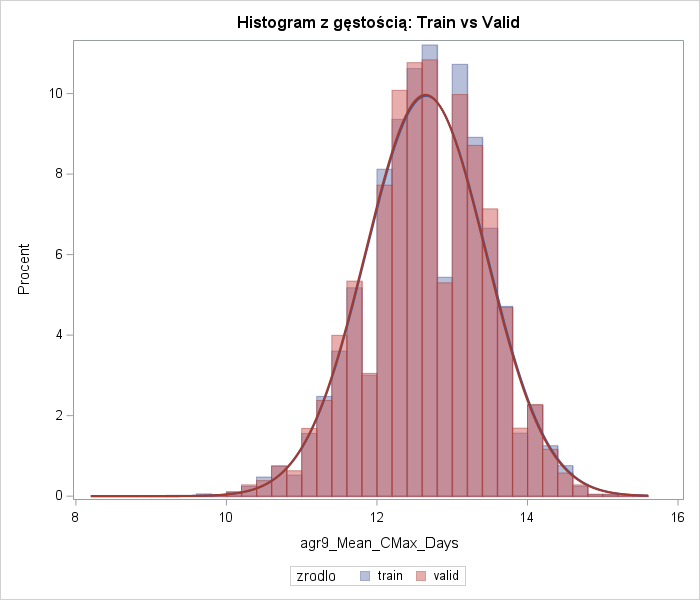 Histogram z gęstością: Train vs Valid
Procent
10
8
6
4
2
0
8 10 12 14 16
agr9_Mean_CMax_Days
zrodlo train valid